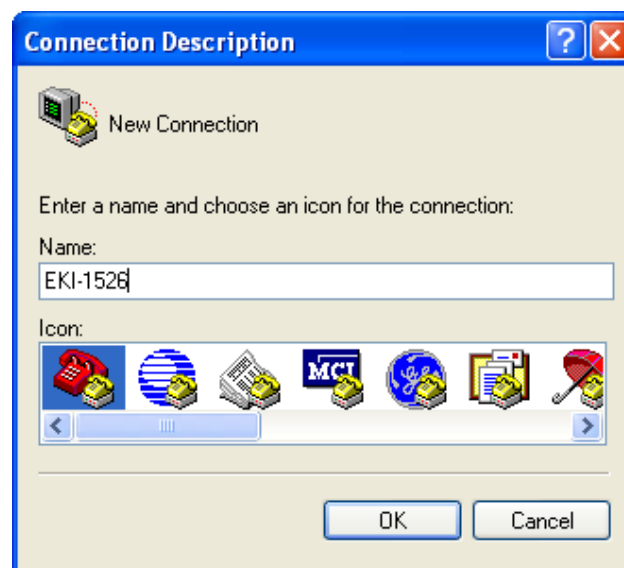 Connection Description
New Connection
Enter a name and choose an icon for the connection:
Name:
EKI-1526
Icon:
MCI
OK
Cancel